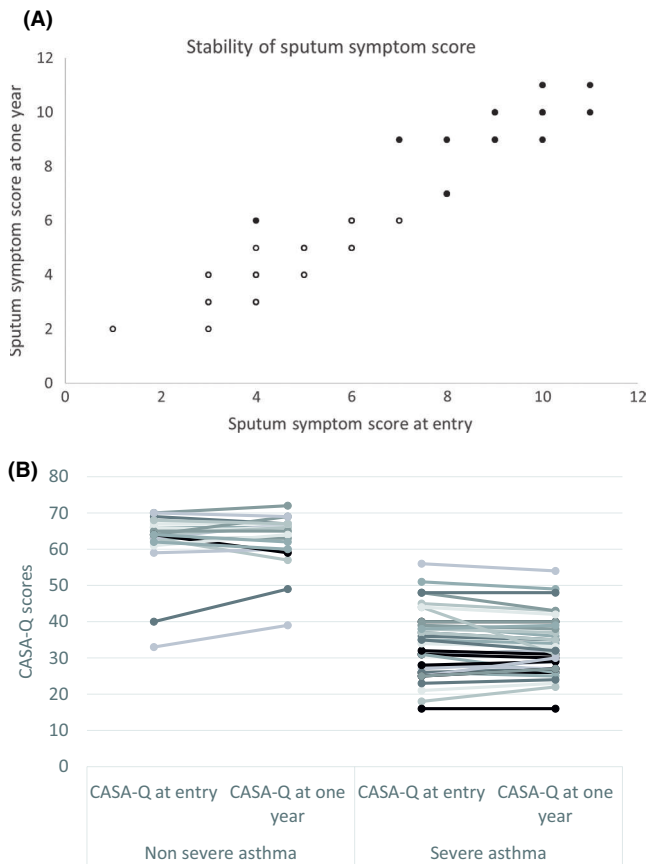 (A)
Stability of sputum symptom score
12
10
8
6
4
2
0
Sputum symptom score at one year
0 2 4 6 8 10 12
Sputum symptom score at entry
(B)
80
70
60
50
40
30
20
10
0
CASA-Q scores
CASA-Q at entry CASA-Q at one CASA-Q at entry CASA-Q at one
year year
Non severe asthma Severe asthma